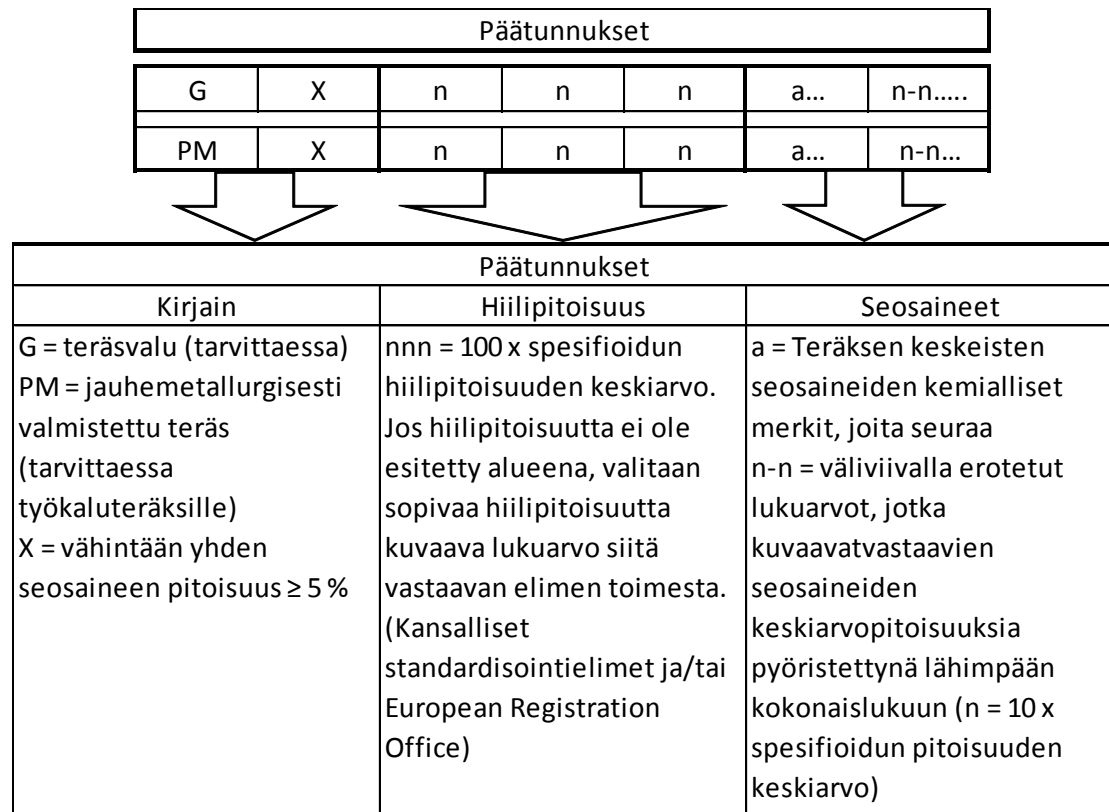 Päätunnukset
G X n n n a... n-n.....
PM X n n n a... n-n...
Päätunnukset
Kirjain Hiilipitoisuus Seosaineet
G = teräsvalu (tarvittaessa)
PM = jauhemetallurgisesti
valmistettu teräs
(tarvittaessa
työkaluteräksille)
X = vähintään yhden
seosaineen pitoisuus ≥ 5 %
nnn = 100 x spesifioidun
hiilipitoisuuden keskiarvo.
Jos hiilipitoisuutta ei ole
esitetty alueena, valitaan
sopivaa hiilipitoisuutta
kuvaava lukuarvo siitä
vastaavan elimen toimesta.
(Kansalliset
standardisointielimet ja/tai
European Registration
Office)
a = Teräksen keskeisten
seosaineiden kemialliset
merkit, joita seuraa
n-n = väliviivalla erotetut
lukuarvot, jotka
kuvaavatvastaavien
seosaineiden
keskiarvopitoisuuksia
pyöristettynä lähimpään
kokonaislukuun (n = 10 x
spesifioidun pitoisuuden
keskiarvo)